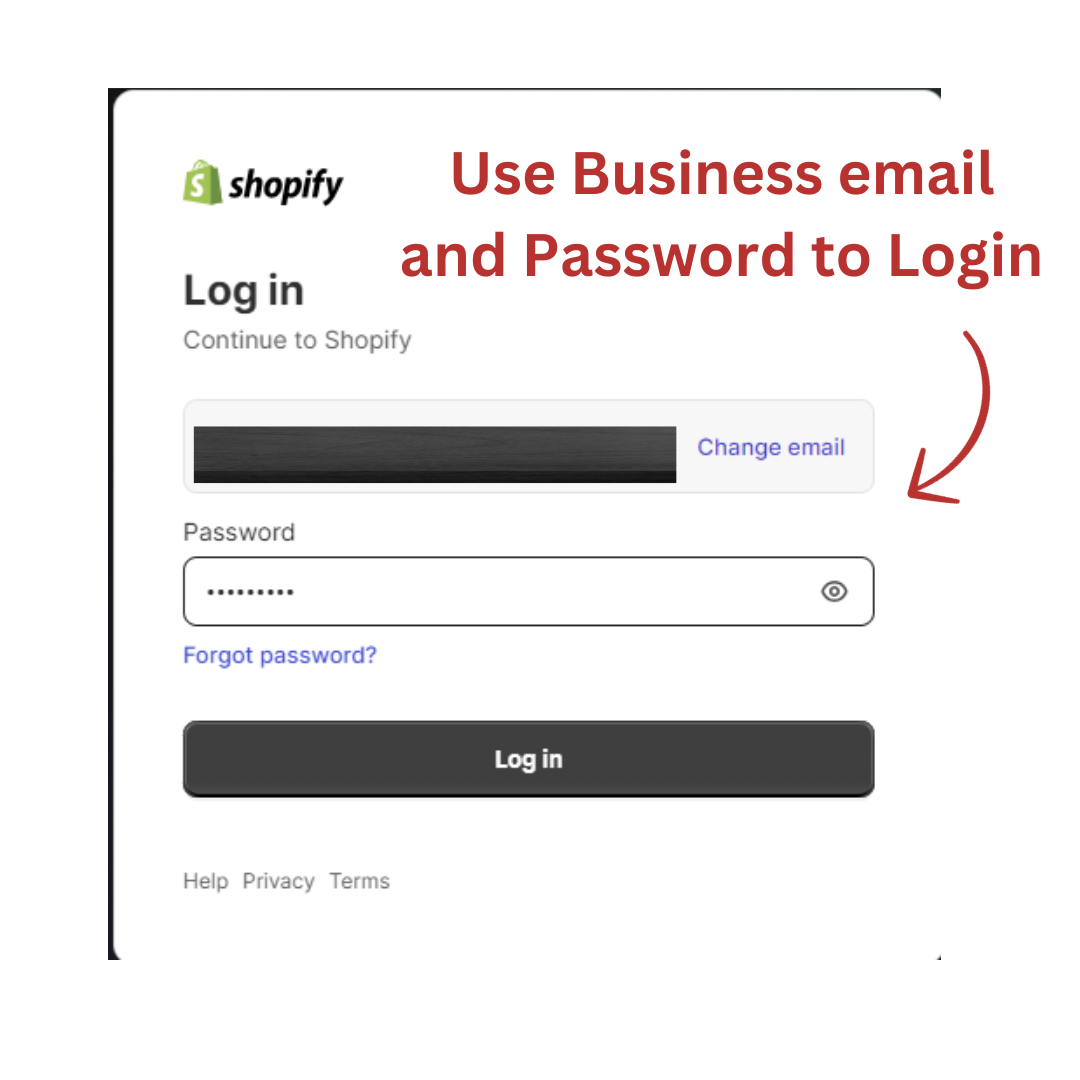 shopify
Use Business email
and Password to Login
Log in
Continue to Shopify
Change email
Password
•••••••••
Forgot password?
Log in
Help Privacy Terms